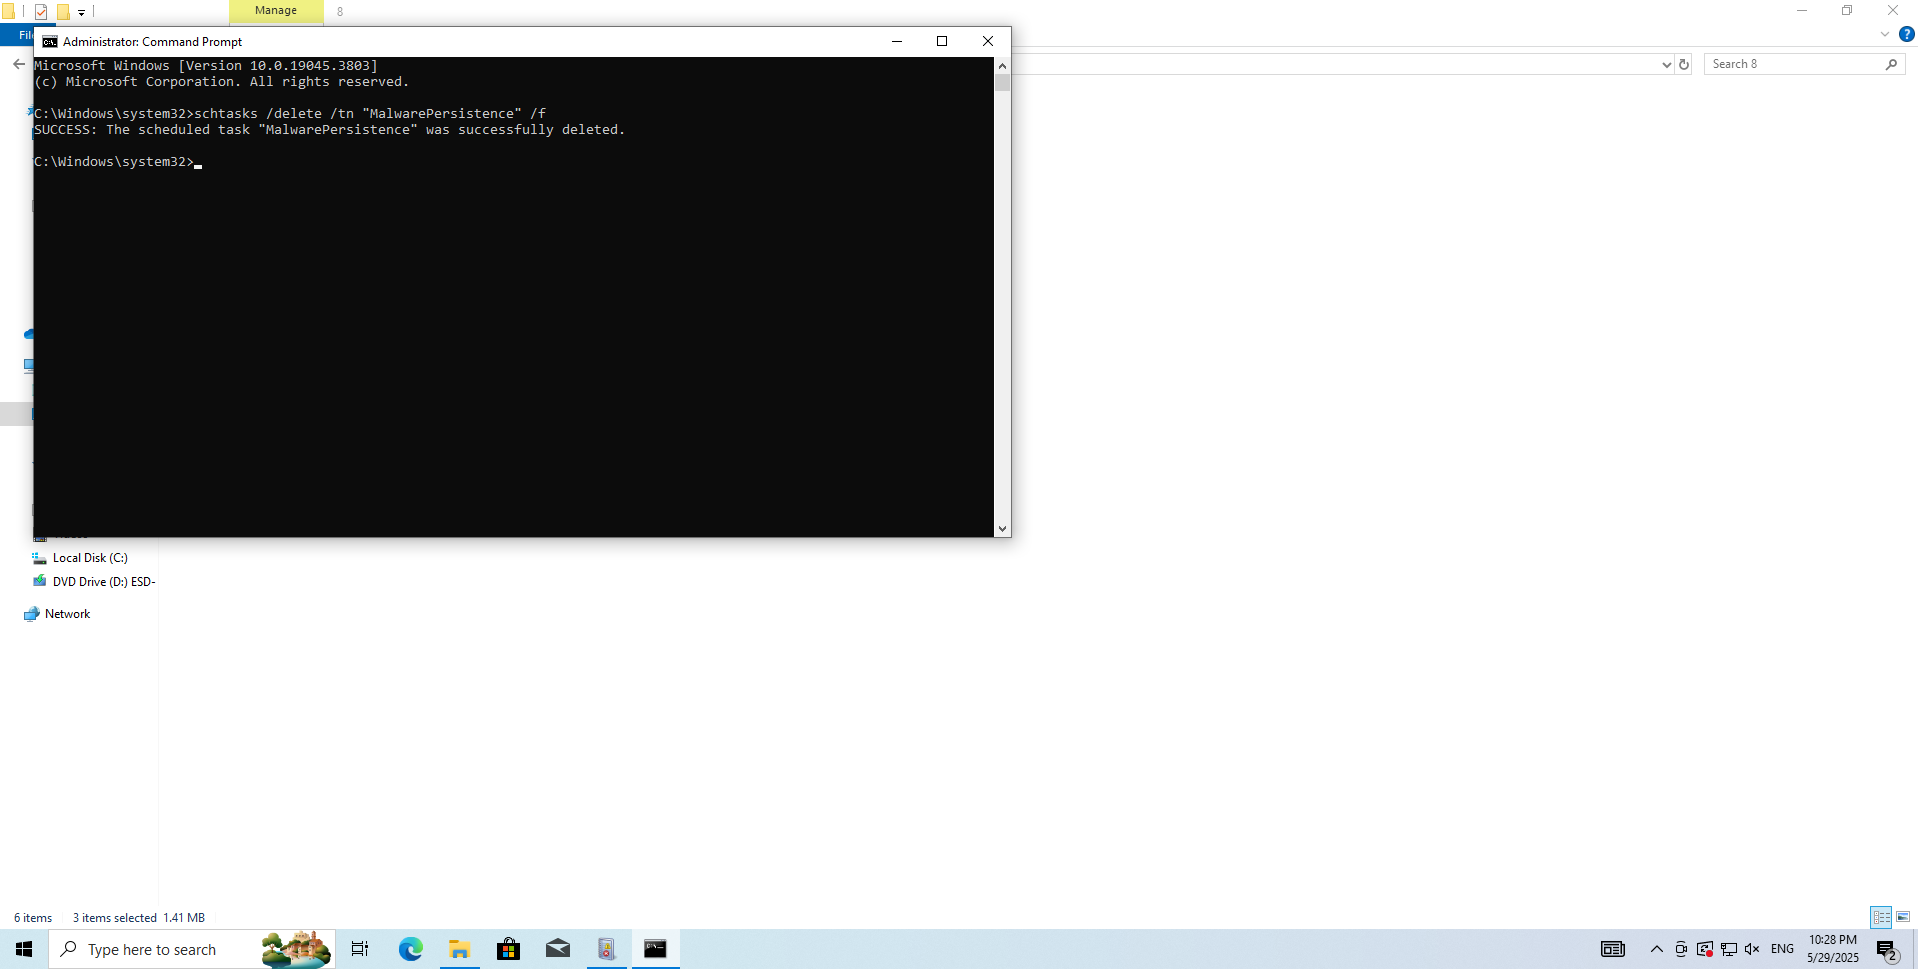 Manage
8
File
Administrator: Command Prompt
Microsoft Windows [Version 10.0.19045.3803]
(c) Microsoft Corporation. All rights reserved.
Search 8
C:\Windows\system32>schtasks /delete /tn "MalwarePersistence" /f
SUCCESS: The scheduled task "MalwarePersistence" was successfully deleted.
C:\Windows\system32>
Local Disk (C:)
DVD Drive (D:) ESD-
Network
6 items
3 items selected 1.41 MB
Type here to search
ENG
10:28 PM
5/29/2025
2